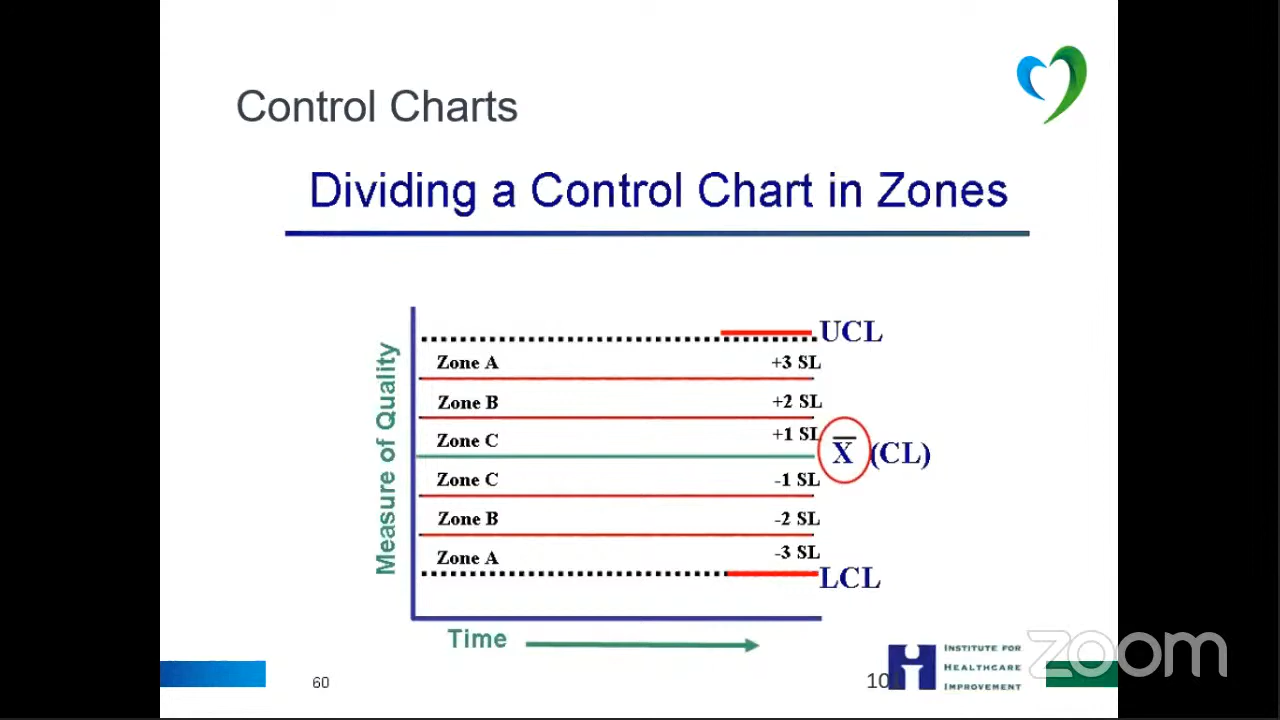 Control Charts
Dividing a Control Chart in Zones
UCL
Zone A +3 SL
Zone B +2 SL
Zone C +1 SL
X̅ (CL)
Zone C -1 SL
Zone B -2 SL
Zone A -3 SL
LCL
Measure of Quality
Time
60
INSTITUTE FOR
HEALTHCARE
IMPROVEMENT
zoom